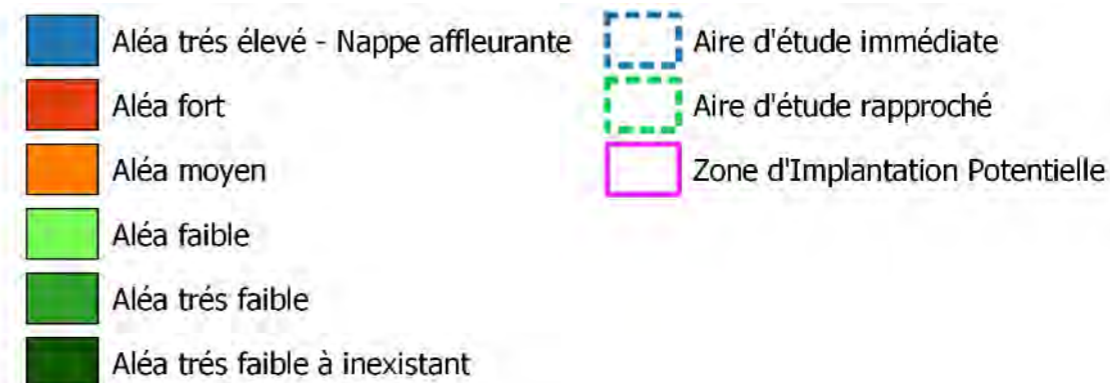 Aléa trés élevé - Nappe affleurante
Aléa fort
Aléa moyen
Aléa faible
Aléa trés faible
Aléa trés faible à inexistant
Aire d'étude immédiate
Aire d'étude rapproché
Zone d'Implantation Potentielle